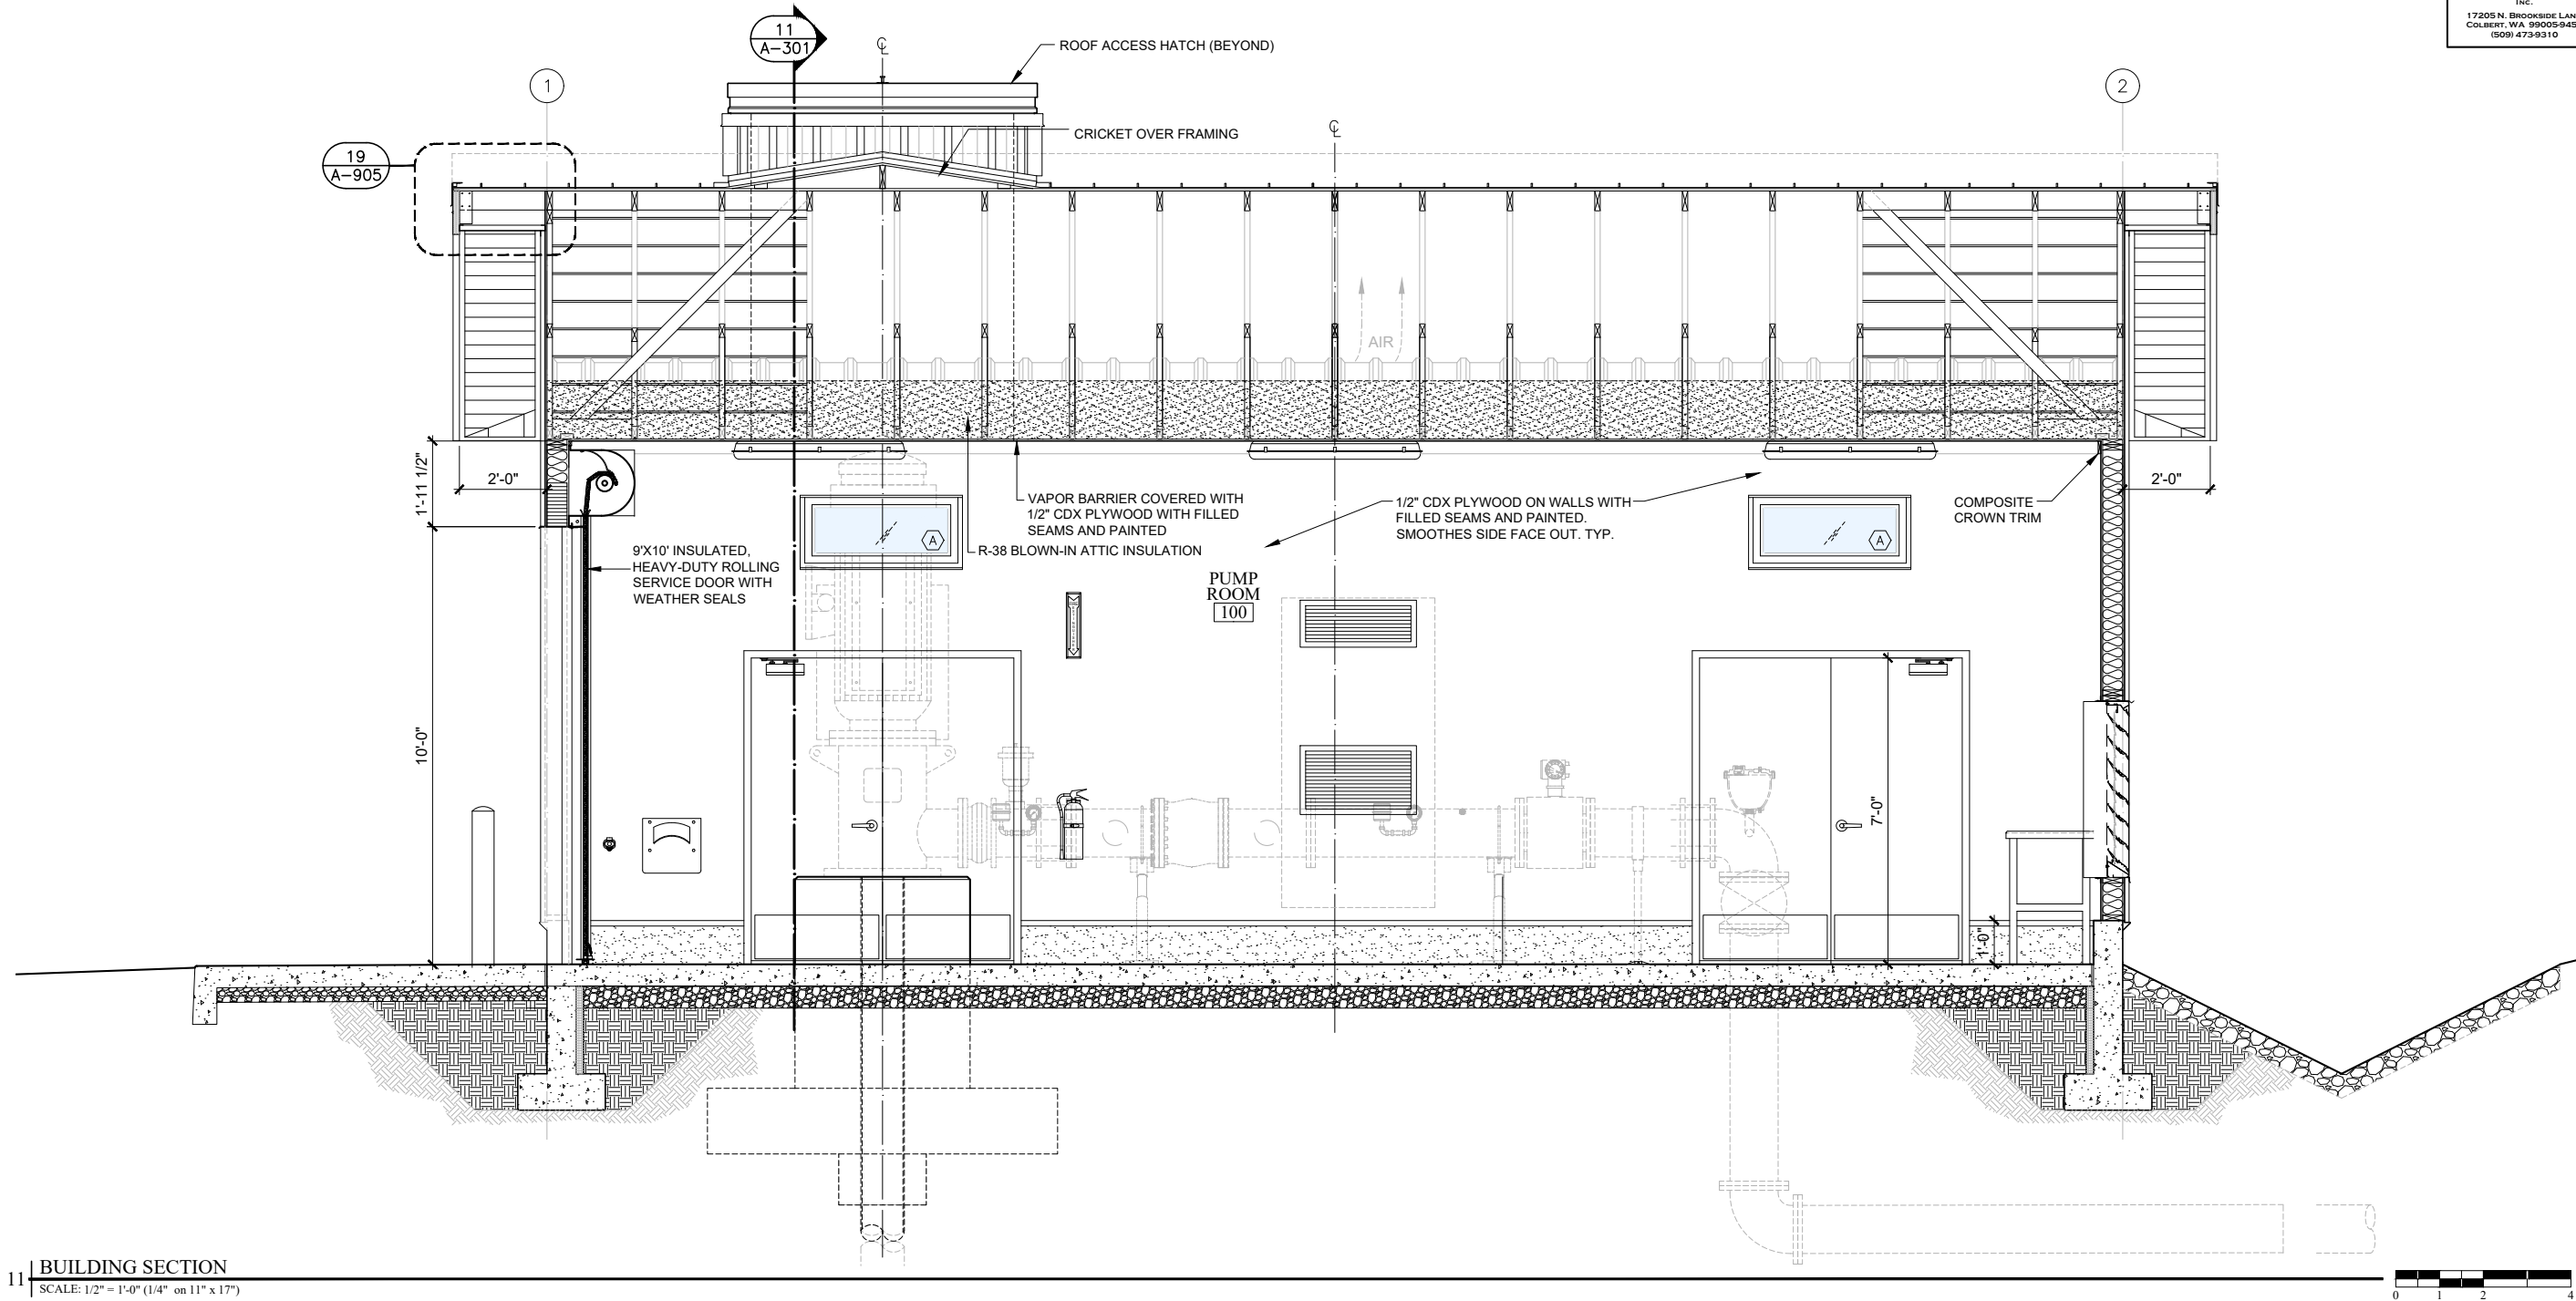 INC.
17205 N. BROOKSIDE LAN
COLBERT, WA 99005-945
(509) 473-9310
11
A-301
℄
ROOF ACCESS HATCH (BEYOND)
1
2
℄
CRICKET OVER FRAMING
19
A-905
AIR
1'-11 1/2"
2'-0"
2'-0"
VAPOR BARRIER COVERED WITH
1/2" CDX PLYWOOD WITH FILLED
SEAMS AND PAINTED
R-38 BLOWN-IN ATTIC INSULATION
1/2" CDX PLYWOOD ON WALLS WITH
FILLED SEAMS AND PAINTED.
SMOOTHES SIDE FACE OUT. TYP.
COMPOSITE
CROWN TRIM
A
A
9'X10' INSULATED,
HEAVY-DUTY ROLLING
SERVICE DOOR WITH
WEATHER SEALS
PUMP
ROOM
100
10'-0"
7'-0"
1'-0"
11
BUILDING SECTION
SCALE: 1/2" = 1'-0" (1/4" on 11" x 17")
0 1 2 4